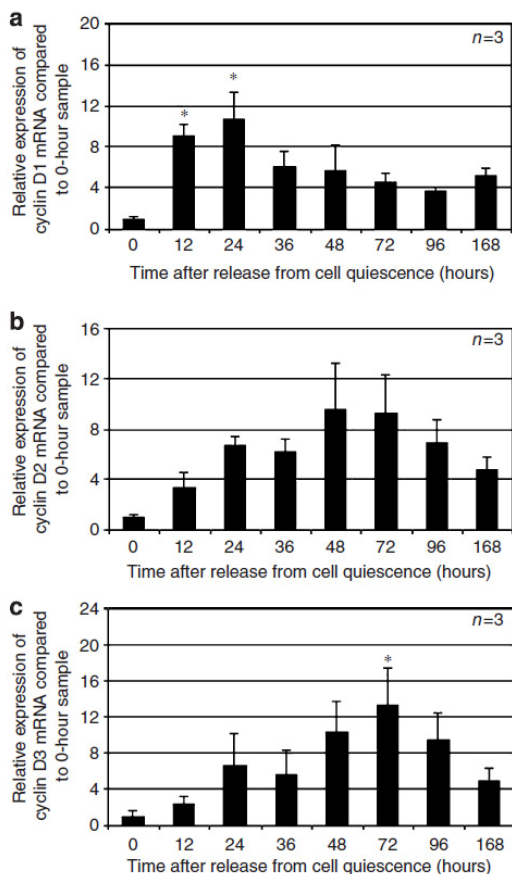 a
Relative expression of
cyclin D1 mRNA compared
to 0-hour sample
20
16
12
8
4
0
n=3
*
*
0 12 24 36 48 72 96 168
Time after release from cell quiescence (hours)
b
Relative expression of
cyclin D2 mRNA compared
to 0-hour sample
16
12
8
4
0
n=3
0 12 24 36 48 72 96 168
Time after release from cell quiescence (hours)
c
Relative expression of
cyclin D3 mRNA compared
to 0-hour sample
24
20
16
12
8
4
0
n=3
*
0 12 24 36 48 72 96 168
Time after release from cell quiescence (hours)